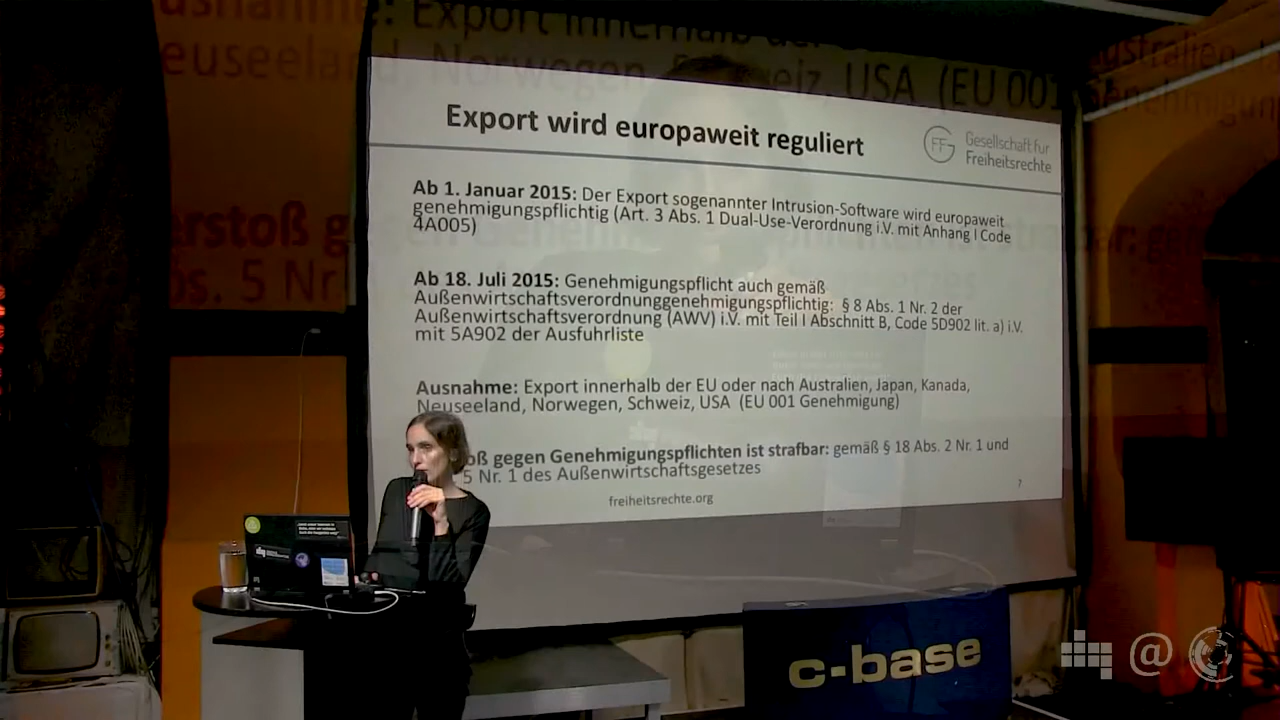 Export wird europaweit reguliert
GFF
Gesellschaft für
Freiheitsrechte
Ab 1. Januar 2015: Der Export sogenannter Intrusion-Software wird europaweit
genehmigungspflichtig (Art. 3 Abs. 1 Dual-Use-Verordnung i.V. mit Anhang I Code
4A005)
Ab 18. Juli 2015: Genehmigungspflicht auch gemäß
Außenwirtschaftsverordnunggenehmigungspflichtig: § 8 Abs. 1 Nr. 2 der
Außenwirtschaftsverordnung (AWV) i.V. mit Teil I Abschnitt B, Code 5D902 lit. a) i.V.
mit 5A902 der Ausfuhrliste
Ausnahme: Export innerhalb der EU oder nach Australien, Japan, Kanada,
Neuseeland, Norwegen, Schweiz, USA (EU 001 Genehmigung)
oß gegen Genehmigungspflichten ist strafbar: gemäß § 18 Abs. 2 Nr. 1 und
5 Nr. 1 des Außenwirtschaftsgesetzes
freiheitsrechte.org
7
c-base
@